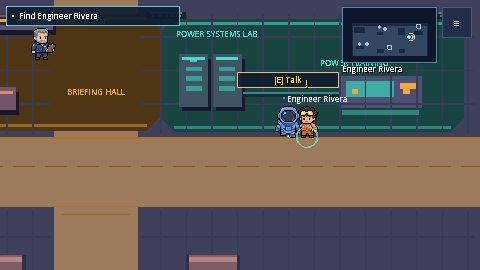 • Find Engineer Rivera
POWER SYSTEMS LAB
Engineer Rivera
[E] Talk
BRIEFING HALL
Engineer Rivera